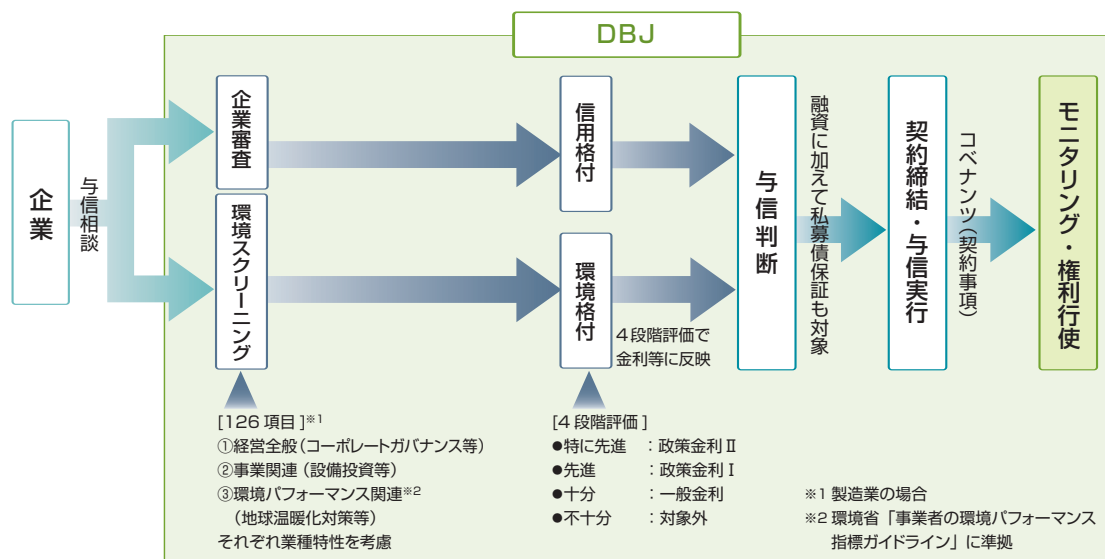 DBJ
企業
与信相談
企業審査
環境スクリーニング
信用格付
環境格付
4段階評価で
金利等に反映
与信判断
融資に加えて私募債保証も対象
契約締結・与信実行
コベナンツ(契約事項)
モニタリング・権利行使
[126項目]※1
①経営全般(コーポレートガバナンス等)
②事業関連(設備投資等)
③環境パフォーマンス関連※2
(地球温暖化対策等)
それぞれ業種特性を考慮
[4段階評価]
●特に先進 :政策金利Ⅱ
●先進 :政策金利Ⅰ
●十分 :一般金利
●不十分 :対象外
※1 製造業の場合
※2 環境省「事業者の環境パフォーマンス
指標ガイドライン」に準拠